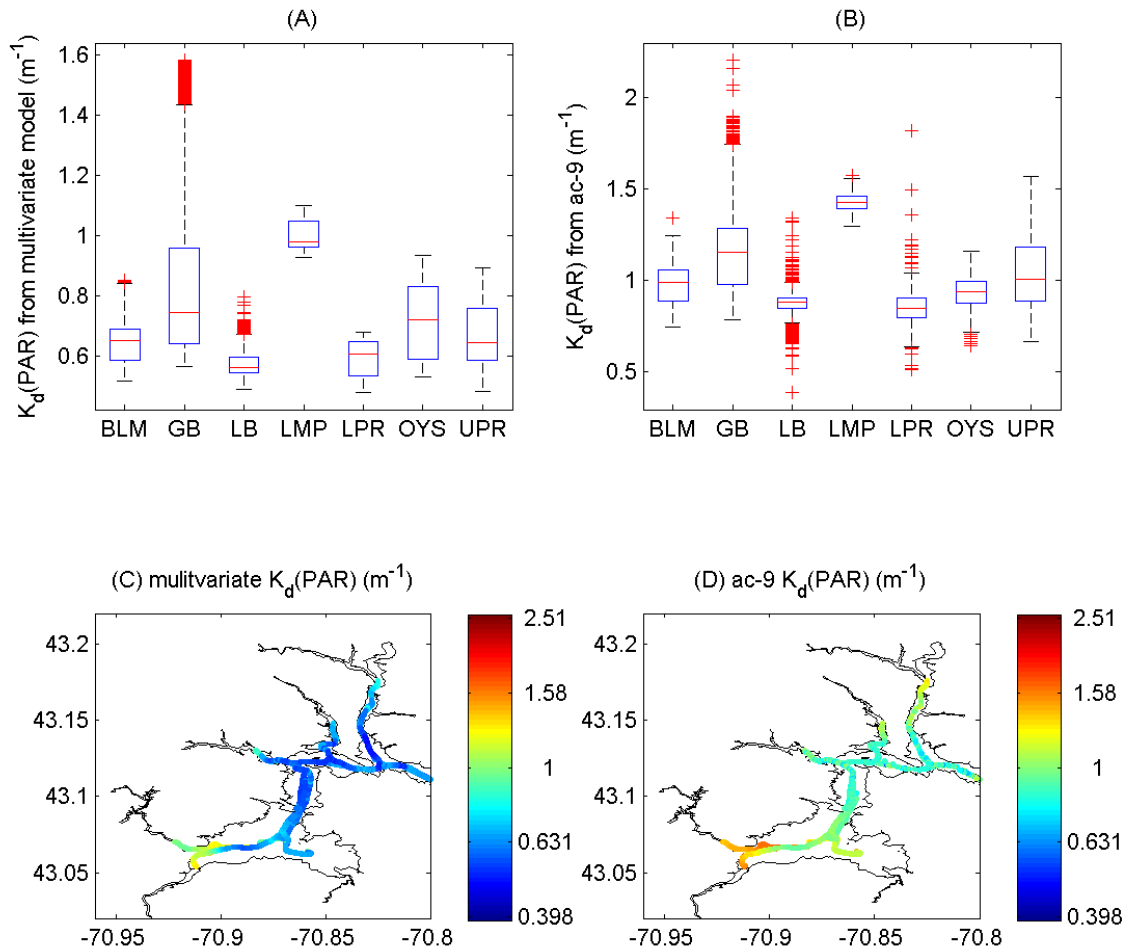 (A)
K_d(PAR) from multivariate model (m^-1)
1.6
1.4
1.2
1
0.8
0.6
BLM GB LB LMP LPR OYS UPR
(B)
K_d(PAR) from ac-9 (m^-1)
2
1.5
1
0.5
BLM GB LB LMP LPR OYS UPR
(C) mulitvariate K_d(PAR) (m^-1)
43.2
43.15
43.1
43.05
-70.95 -70.9 -70.85 -70.8
2.51
1.58
1
0.631
0.398
(D) ac-9 K_d(PAR) (m^-1)
43.2
43.15
43.1
43.05
-70.95 -70.9 -70.85 -70.8
2.51
1.58
1
0.631
0.398